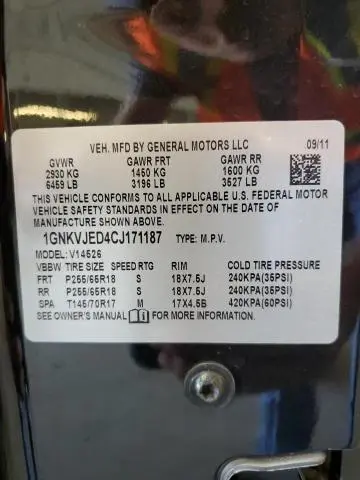 VEH. MFD BY GENERAL MOTORS LLC 09/11
GVWR GAWR FRT GAWR RR
2930 KG 1450 KG 1600 KG
6459 LB 3196 LB 3527 LB
THIS VEHICLE CONFORMS TO ALL APPLICABLE U.S. FEDERAL MOTOR
VEHICLE SAFETY STANDARDS IN EFFECT ON THE DATE OF
MANUFACTURE SHOWN ABOVE.
1GNKVJED4CJ171187 TYPE: M.P.V.
MODEL: V14526
VBBW TIRE SIZE SPEED RTG RIM COLD TIRE PRESSURE
FRT P255/65R18 S 18X7.5J 240KPA(35PSI)
RR P255/65R18 S 18X7.5J 240KPA(35PSI)
SPA T145/70R17 M 17X4.5B 420KPA(60PSI)
SEE OWNER'S MANUAL FOR MORE INFORMATION